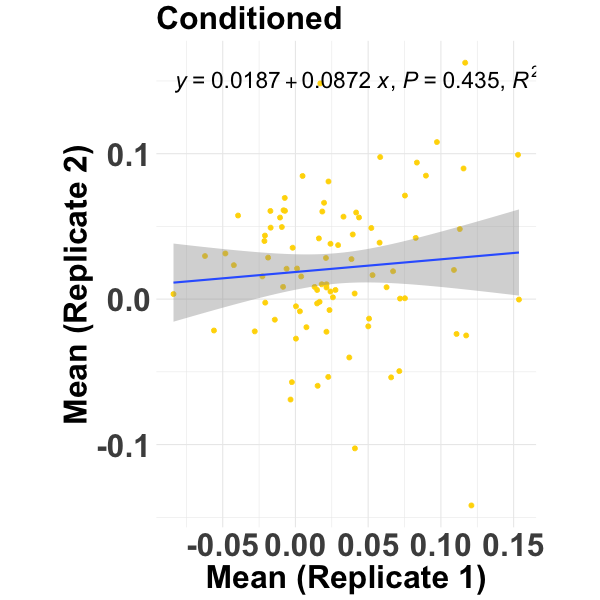 Conditioned
y = 0.0187 + 0.0872 x, P = 0.435, R²
Mean (Replicate 2)
0.1
0.0
-0.1
-0.05 0.00 0.05 0.10 0.15
Mean (Replicate 1)